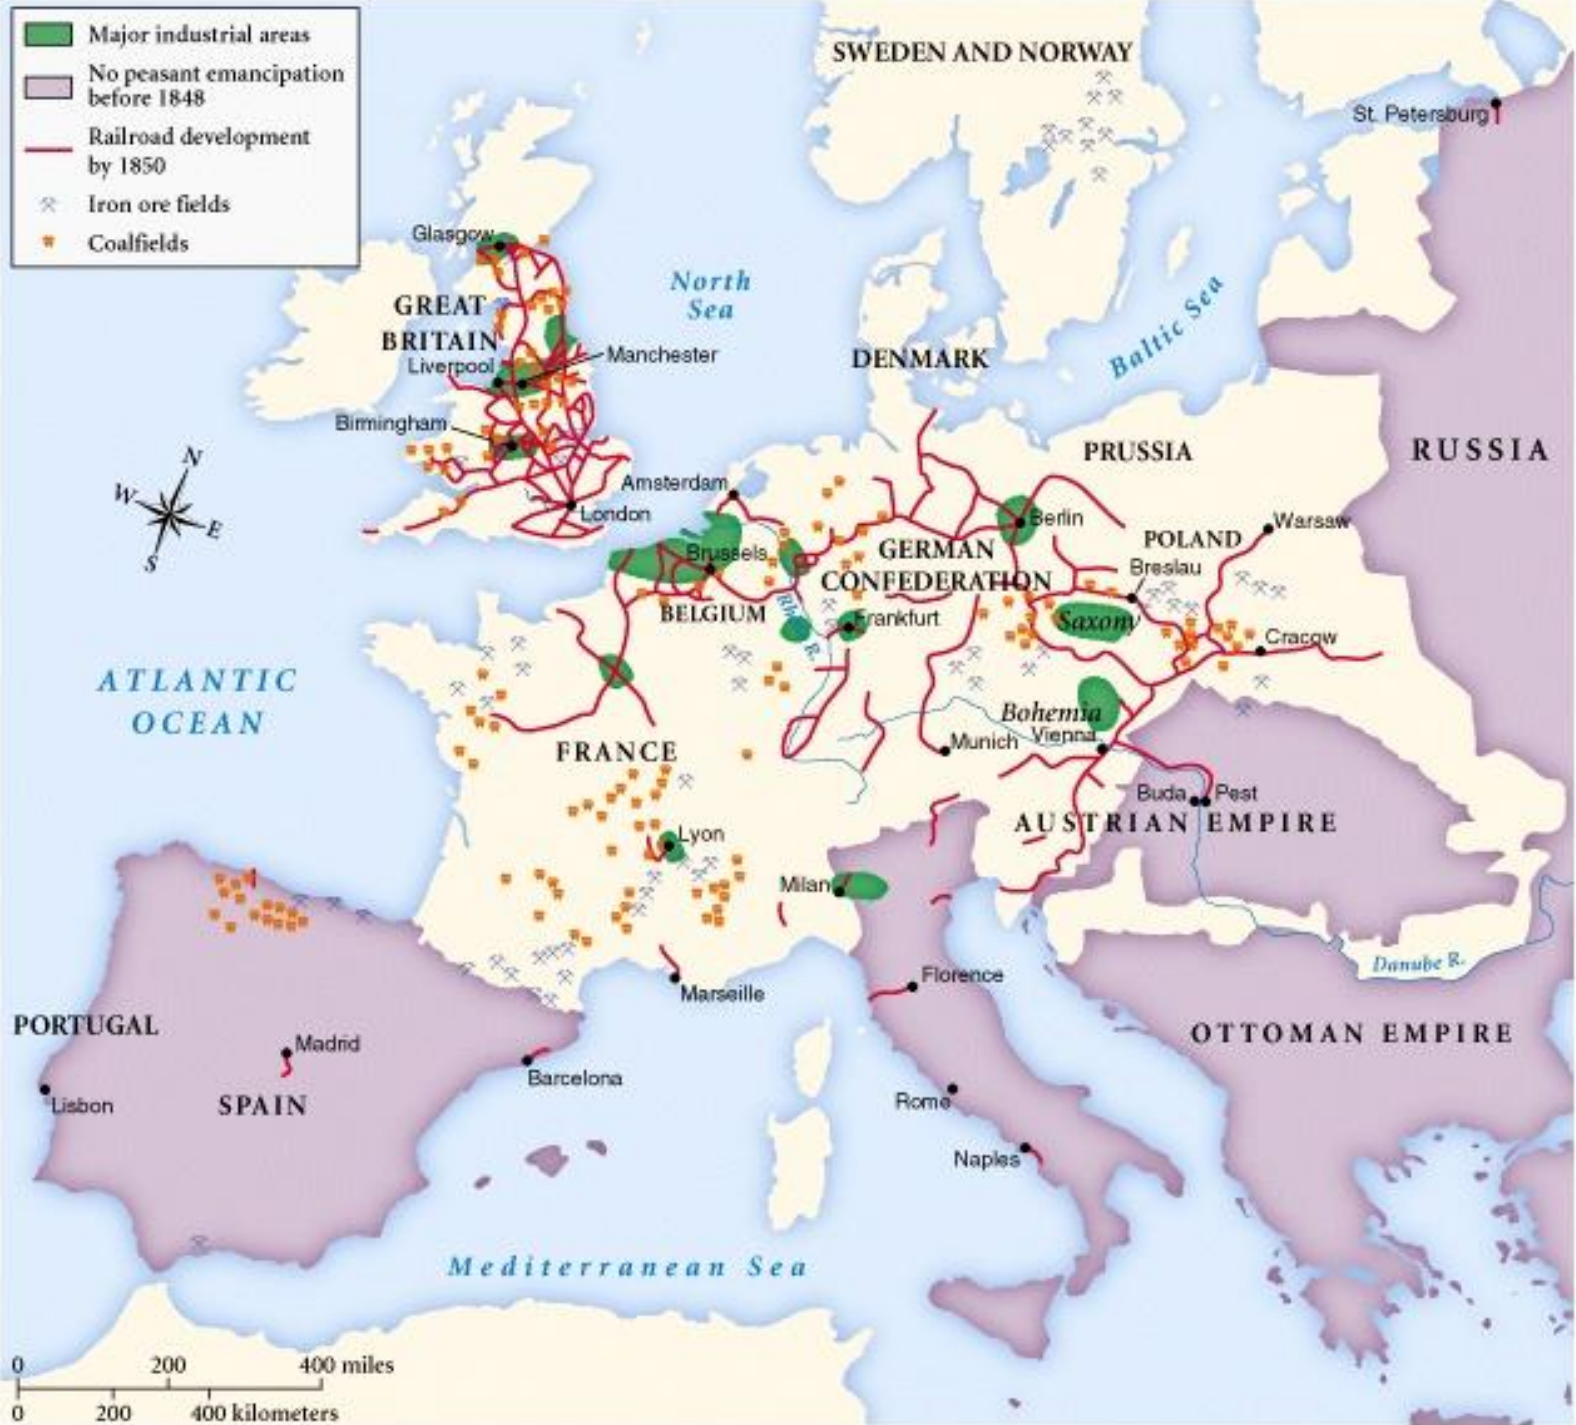 Major industrial areas
No peasant emancipation
before 1848
Railroad development
by 1850
Iron ore fields
Coalfields
SWEDEN AND NORWAY
St. Petersburg
Glasgow
North
Sea
GREAT
BRITAIN
Baltic Sea
Liverpool
Manchester
DENMARK
Birmingham
PRUSSIA
RUSSIA
N
W
E
S
Amsterdam
London
Berlin
Warsaw
Brussels
GERMAN
CONFEDERATION
POLAND
Breslau
BELGIUM
Rh
R.
Frankfurt
Saxony
Cracow
ATLANTIC
OCEAN
Bohemia
FRANCE
Munich
Vienna
Buda
Pest
AUSTRIAN EMPIRE
Lyon
Milan
Danube R.
Florence
Marseille
PORTUGAL
OTTOMAN EMPIRE
Madrid
Barcelona
Lisbon
SPAIN
Rome
Naples
Mediterranean Sea
0 200 400 miles
0 200 400 kilometers